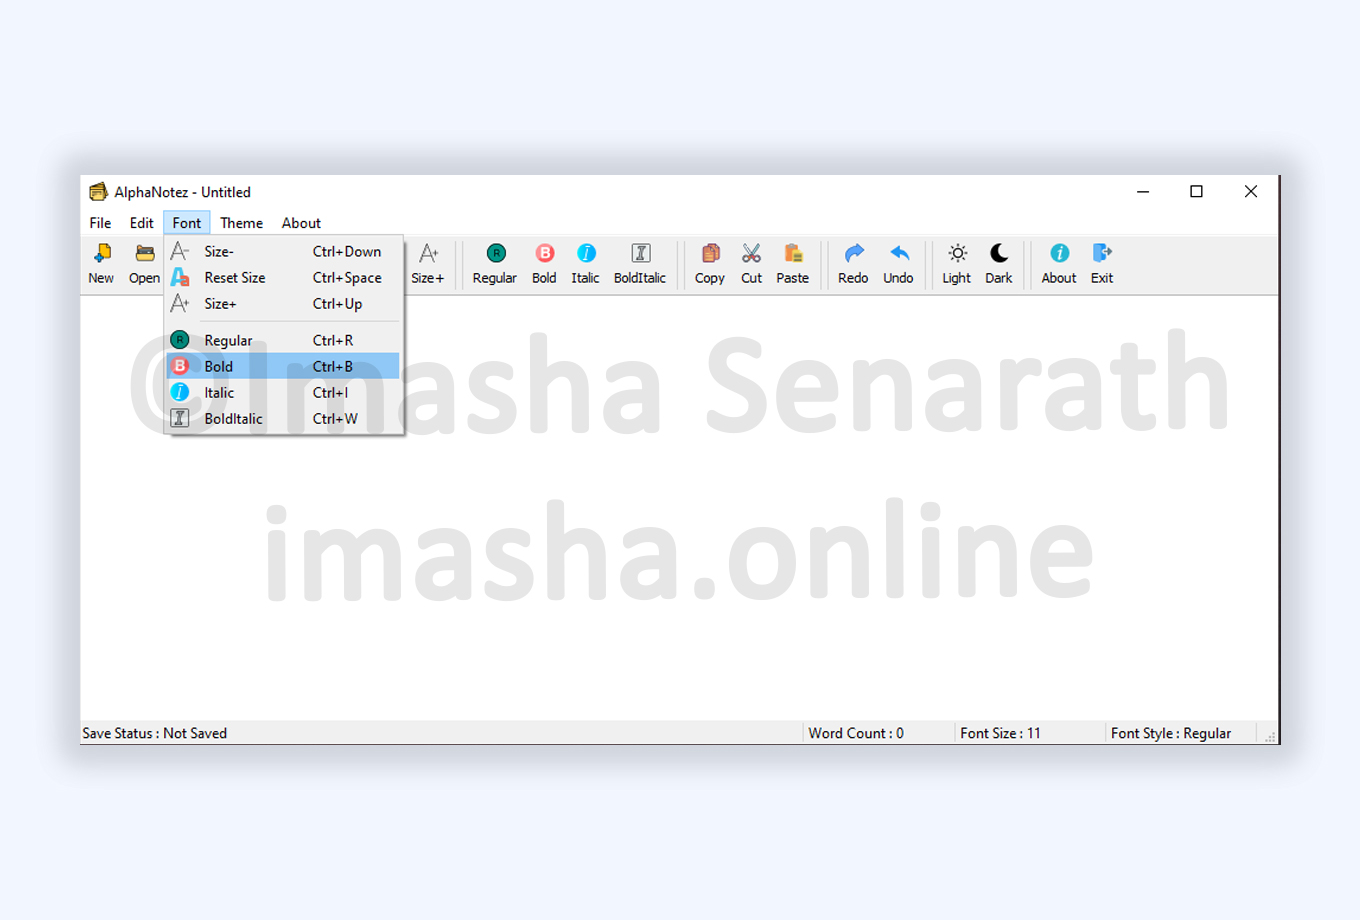 AlphaNotez - Untitled
File Edit Font Theme About
New Open Size+ Regular Bold Italic BoldItalic Copy Cut Paste Redo Undo Light Dark About Exit
Size- Ctrl+Down
Reset Size Ctrl+Space
Size+ Ctrl+Up
Regular Ctrl+R
Bold Ctrl+B
Italic Ctrl+I
BoldItalic Ctrl+W
©Imasha Senarath
imasha.online
Save Status : Not Saved Word Count : 0 Font Size : 11 Font Style : Regular